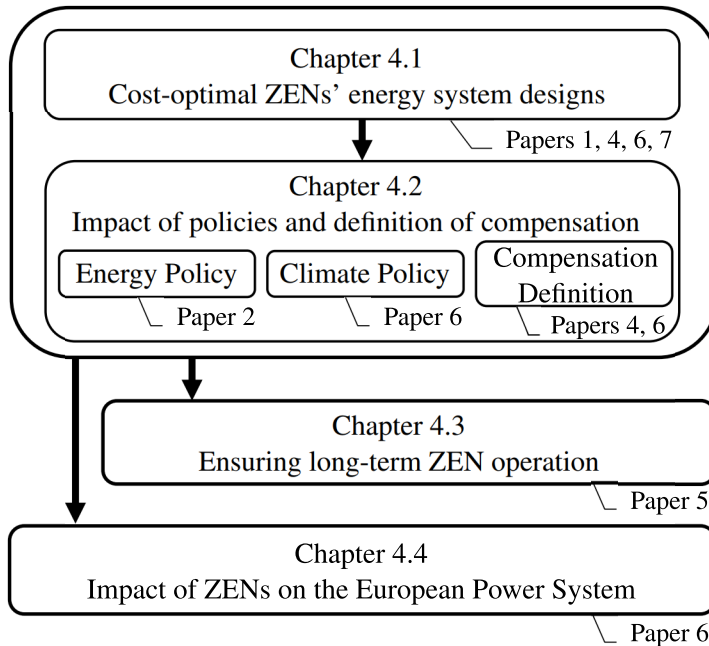 Chapter 4.1
Cost-optimal ZENs' energy system designs
Papers 1, 4, 6, 7
Chapter 4.2
Impact of policies and definition of compensation
Energy Policy
Paper 2
Climate Policy
Paper 6
Compensation
Definition
Papers 4, 6
Chapter 4.3
Ensuring long-term ZEN operation
Paper 5
Chapter 4.4
Impact of ZENs on the European Power System
Paper 6